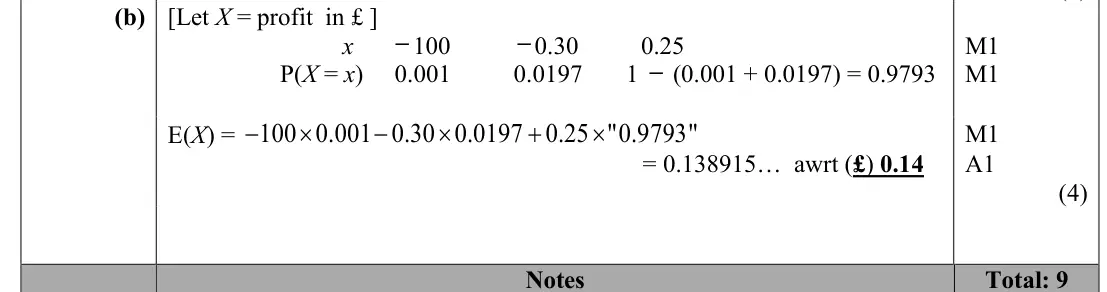 (b) [Let X = profit in £ ]
x −100 −0.30 0.25 M1
P(X = x) 0.001 0.0197 1 − (0.001 + 0.0197) = 0.9793 M1
E(X) = −100×0.001−0.30×0.0197+0.25×"0.9793" M1
= 0.138915… awrt (£) 0.14 A1
(4)
Notes Total: 9